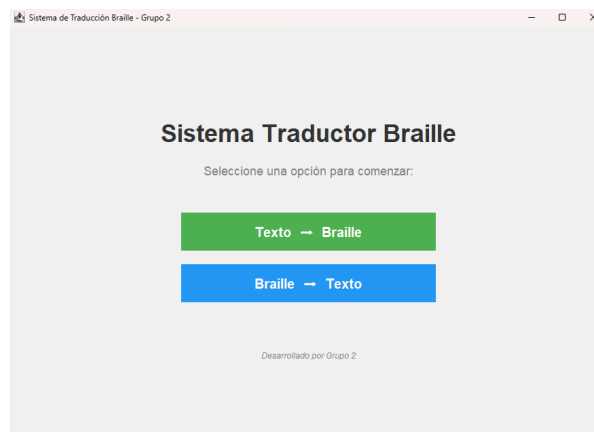 Sistema de Traducción Braille - Grupo 2
Sistema Traductor Braille
Seleccione una opción para comenzar:
Texto → Braille
Braille → Texto
Desarrollado por Grupo 2